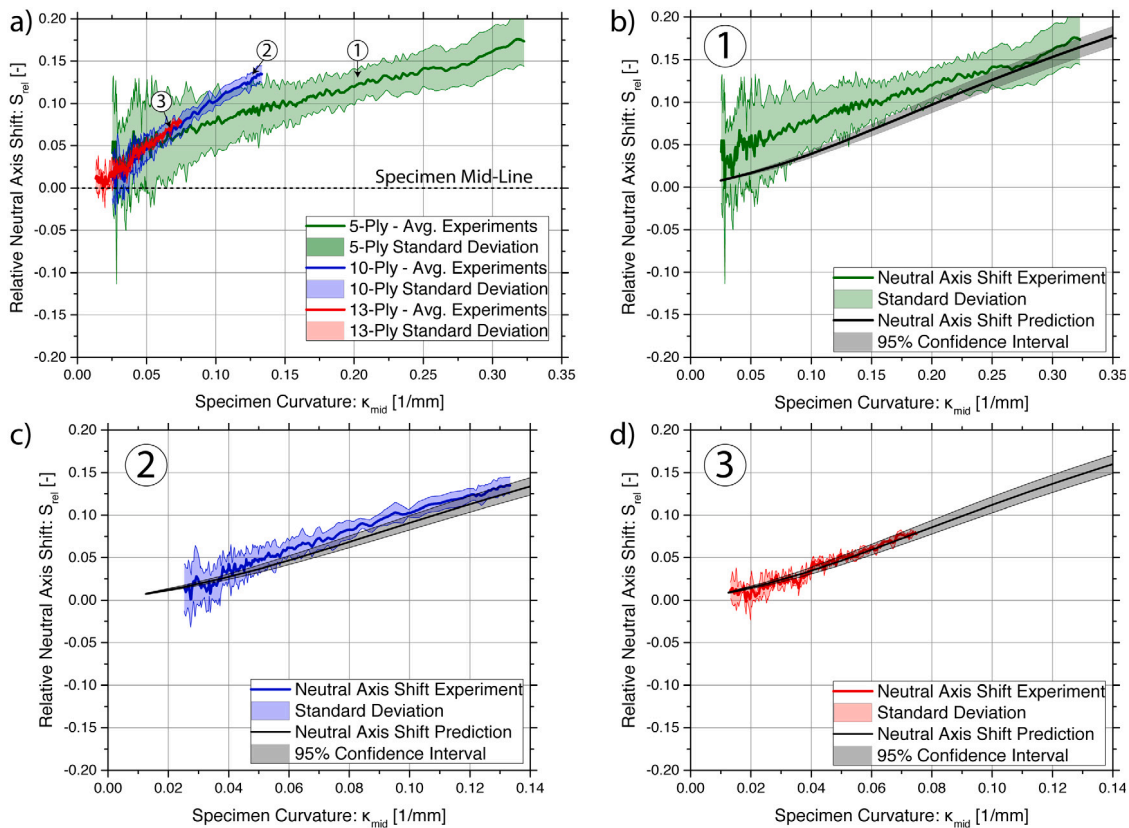 a)
0.20
0.15
0.10
0.05
0.00
0.05
0.10
0.15
0.20
Relative Neutral Axis Shift: S_rel [-]
1
2
3
Specimen Mid-Line
5-Ply - Avg. Experiments
5-Ply Standard Deviation
10-Ply - Avg. Experiments
10-Ply Standard Deviation
13-Ply - Avg. Experiments
13-Ply Standard Deviation
0.00 0.05 0.10 0.15 0.20 0.25 0.30 0.35
Specimen Curvature: κ_mid [1/mm]
b)
1
0.20
0.15
0.10
0.05
0.00
-0.05
-0.10
-0.15
-0.20
Relative Neutral Axis Shift: S_rel [-]
Neutral Axis Shift Experiment
Standard Deviation
Neutral Axis Shift Prediction
95% Confidence Interval
0.00 0.05 0.10 0.15 0.20 0.25 0.30 0.35
Specimen Curvature: κ_mid [1/mm]
c)
2
0.20
0.15
0.10
0.05
0.00
-0.05
-0.10
-0.15
-0.20
Relative Neutral Axis Shift: S_rel [-]
Neutral Axis Shift Experiment
Standard Deviation
Neutral Axis Shift Prediction
95% Confidence Interval
0.00 0.02 0.04 0.06 0.08 0.10 0.12 0.14
Specimen Curvature: κ_mid [1/mm]
d)
3
0.20
0.15
0.10
0.05
0.00
-0.05
-0.10
-0.15
-0.20
Relative Neutral Axis Shift: S_rel [-]
Neutral Axis Shift Experiment
Standard Deviation
Neutral Axis Shift Prediction
95% Confidence Interval
0.00 0.02 0.04 0.06 0.08 0.10 0.12 0.14
Specimen Curvature: κ_mid [1/mm]